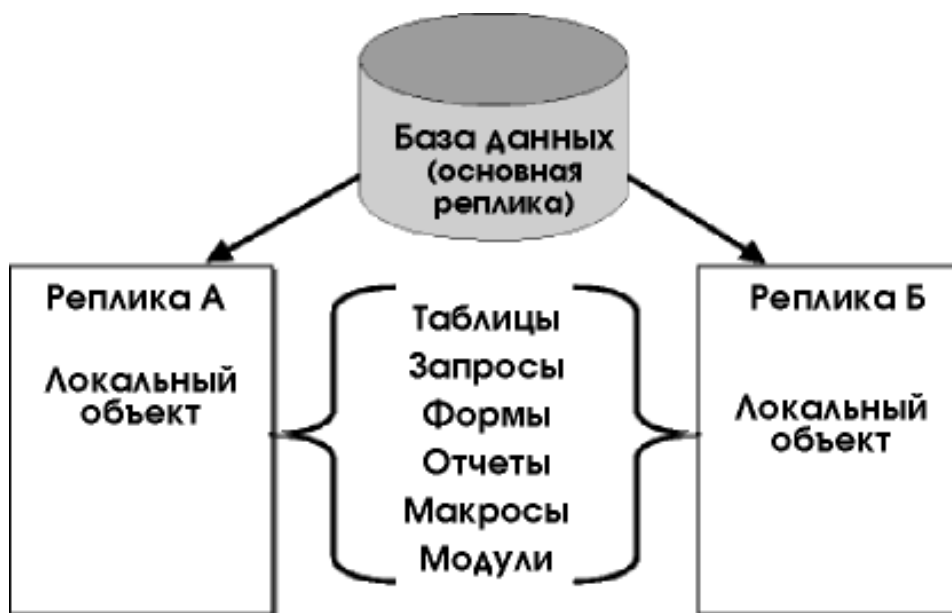 База данных
(основная
реплика)
Реплика А
Локальный
объект
Таблицы
Запросы
Формы
Отчеты
Макросы
Модули
Реплика Б
Локальный
объект